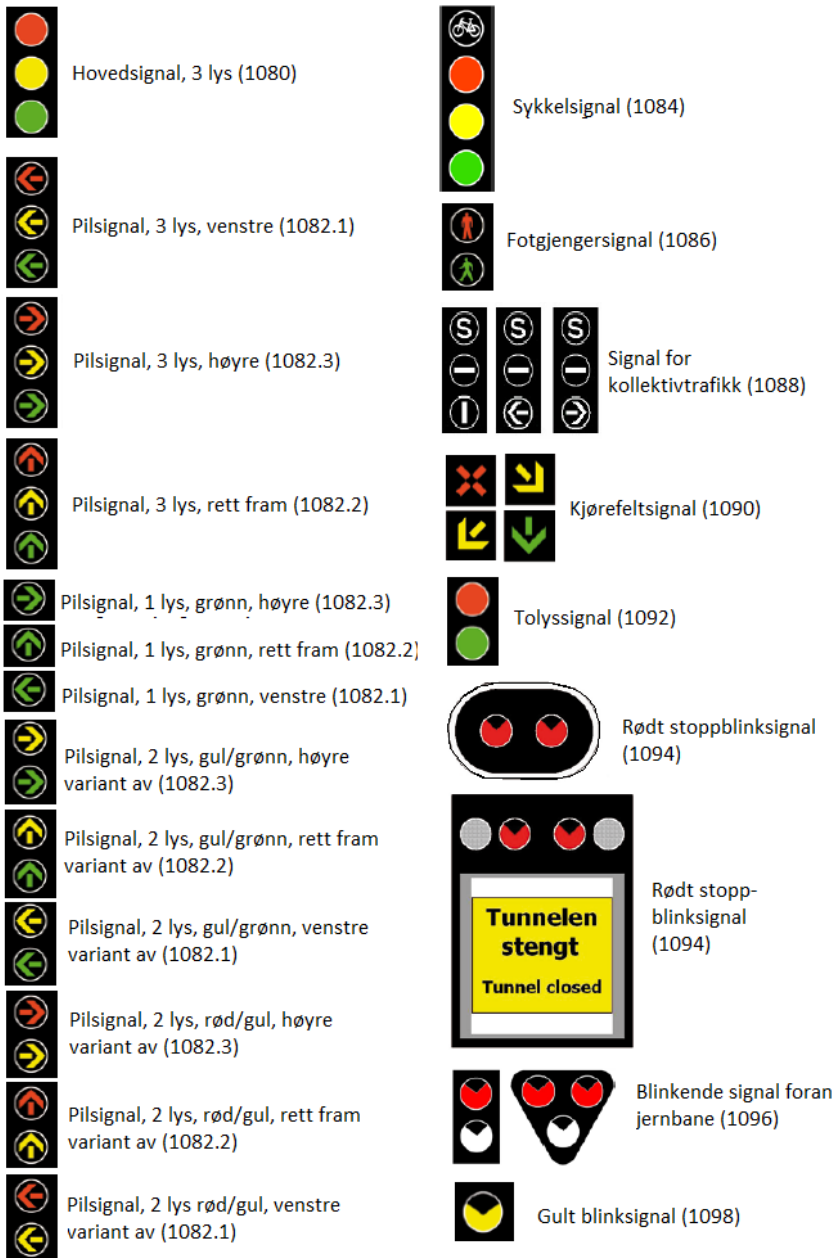 Hovedsignal, 3 lys (1080)
Pilsignal, 3 lys, venstre (1082.1)
Pilsignal, 3 lys, høyre (1082.3)
Pilsignal, 3 lys, rett fram (1082.2)
Pilsignal, 1 lys, grønn, høyre (1082.3)
Pilsignal, 1 lys, grønn, rett fram (1082.2)
Pilsignal, 1 lys, grønn, venstre (1082.1)
Pilsignal, 2 lys, gul/grønn, høyre
variant av (1082.3)
Pilsignal, 2 lys, gul/grønn, rett fram
variant av (1082.2)
Pilsignal, 2 lys, gul/grønn, venstre
variant av (1082.1)
Pilsignal, 2 lys, rød/gul, høyre
variant av (1082.3)
Pilsignal, 2 lys, rød/gul, rett fram
variant av (1082.2)
Pilsignal, 2 lys rød/gul, venstre
variant av (1082.1)
Sykkelsignal (1084)
Fotgjengersignal (1086)
S S S
Signal for
kollektivtrafikk (1088)
Kjørefeltsignal (1090)
Tolyssignal (1092)
Rødt stoppblinksignal
(1094)
Tunnelen
stengt
Tunnel closed
Rødt stopp-
blinksignal
(1094)
Blinkende signal foran
jernbane (1096)
Gult blinksignal (1098)